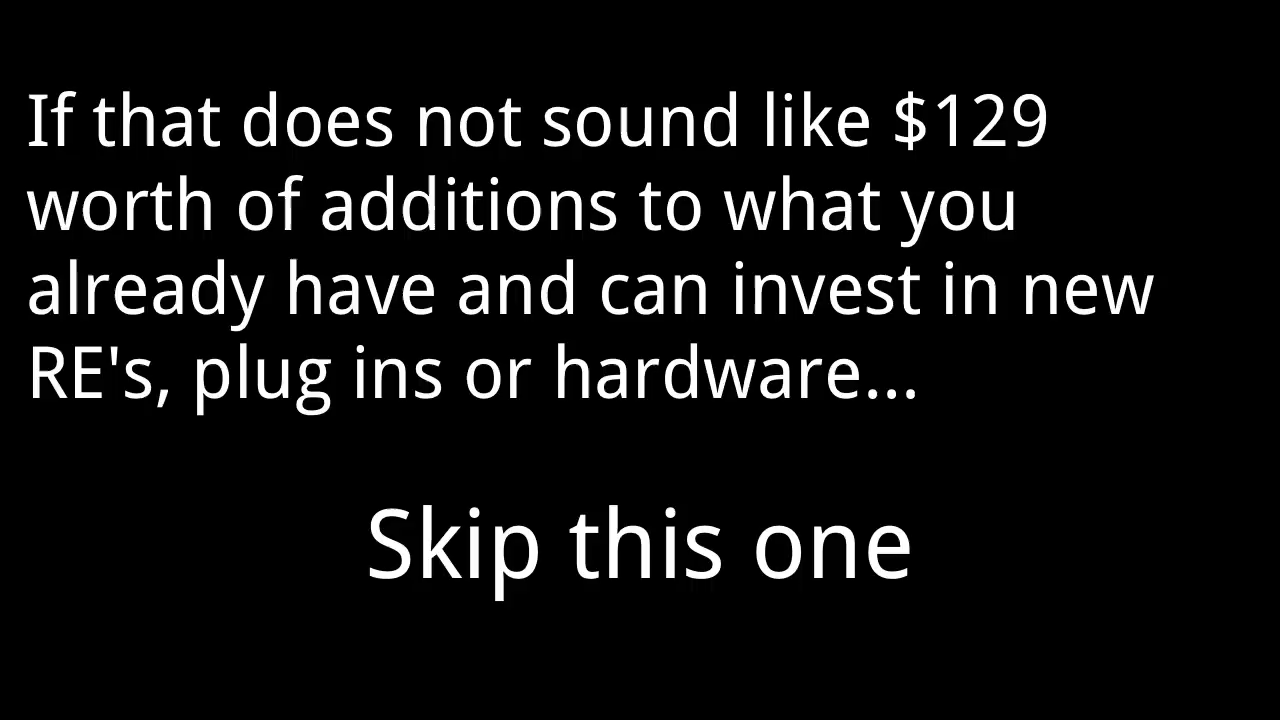 If that does not sound like $129
worth of additions to what you
already have and can invest in new
RE's, plug ins or hardware...
Skip this one